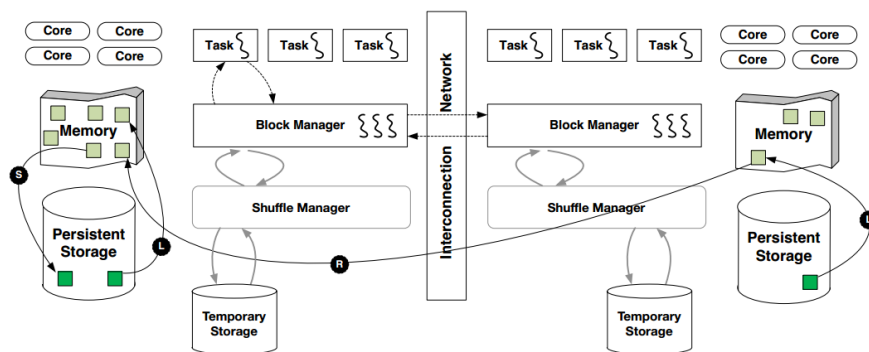 Core Core
Core Core
Task Task Task
Network
Task Task Task
Core Core
Core Core
Memory
Block Manager
Block Manager
Memory
S
Shuffle Manager
Interconnection
Shuffle Manager
Persistent
Storage
L
R
Persistent
Storage
L
Temporary
Storage
Temporary
Storage